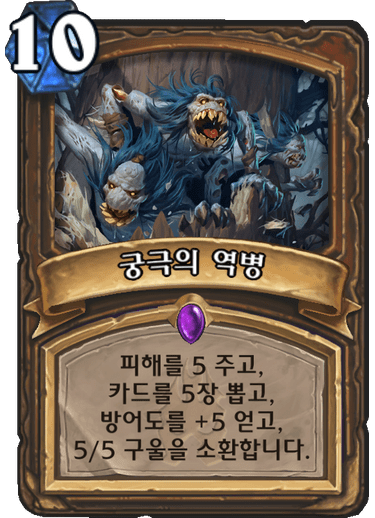 10
궁극의 역병
피해를 5 주고,
카드를 5장 뽑고,
방어도를 +5 얻고,
5/5 구울을 소환합니다.